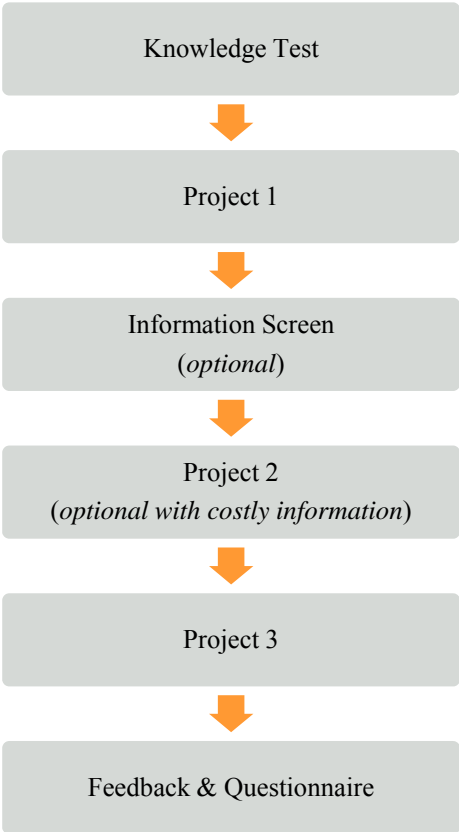 Knowledge Test
Project 1
Information Screen
(optional)
Project 2
(optional with costly information)
Project 3
Feedback & Questionnaire